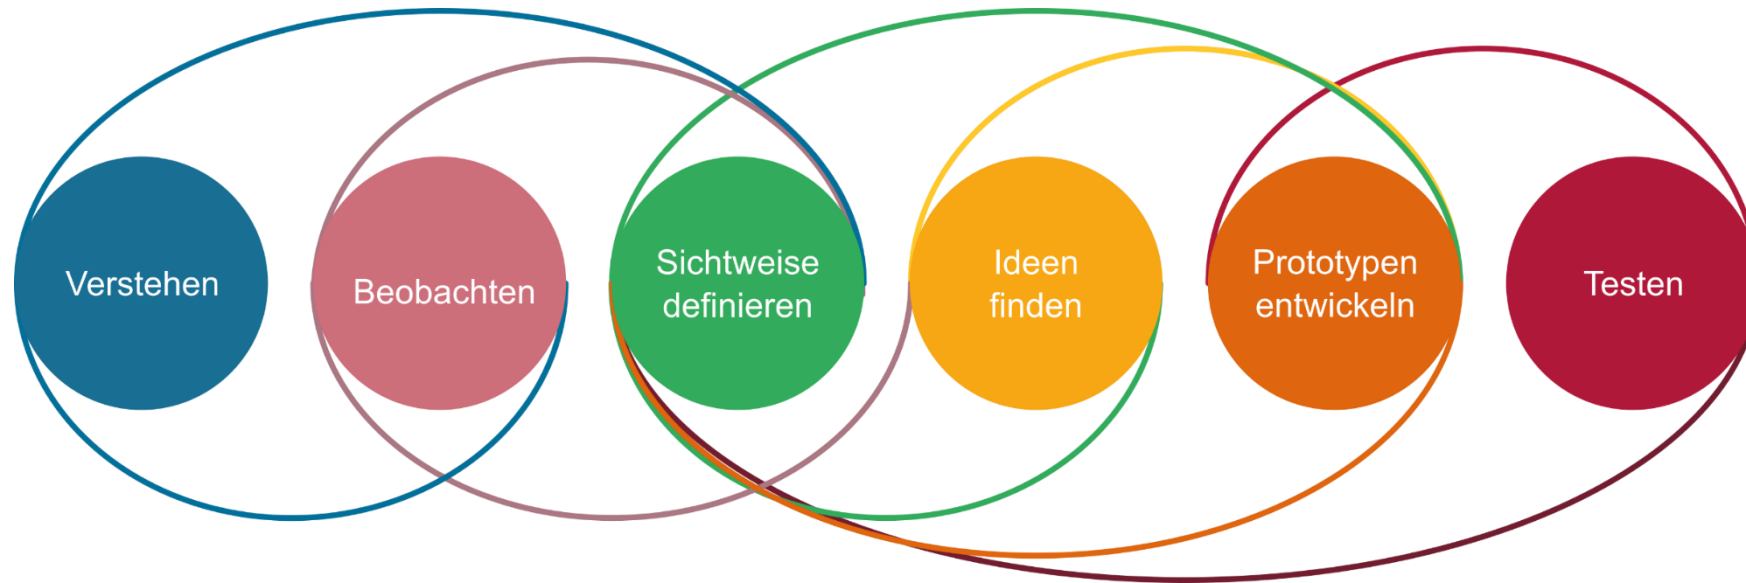 Verstehen
Beobachten
Sichtweise
definieren
Ideen
finden
Prototypen
entwickeln
Testen